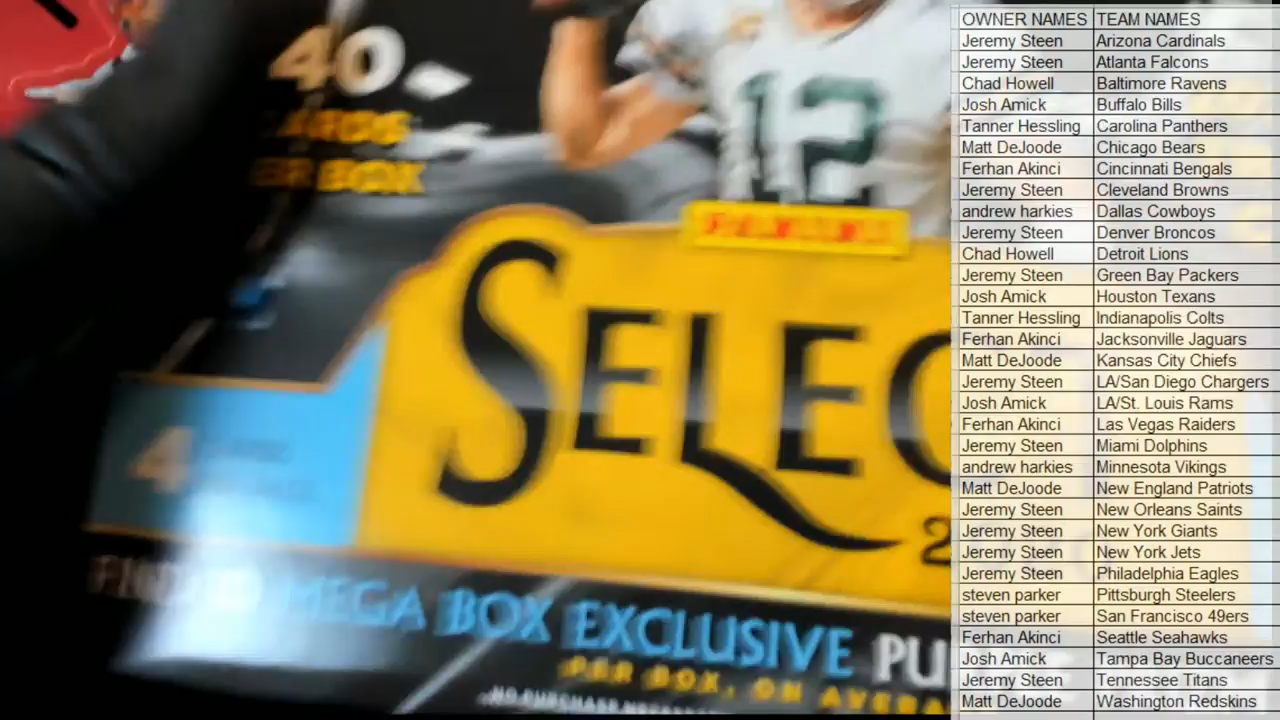 40
CARDS
PER BOX
12
PANINI
SELEC
2
4
MEGA BOX EXCLUSIVE PU
PER BOX, ON AVERA
NO PURCHASE
OWNER NAMES TEAM NAMES
Jeremy Steen Arizona Cardinals
Jeremy Steen Atlanta Falcons
Chad Howell Baltimore Ravens
Josh Amick Buffalo Bills
Tanner Hessling Carolina Panthers
Matt DeJoode Chicago Bears
Ferhan Akinci Cincinnati Bengals
Jeremy Steen Cleveland Browns
andrew harkies Dallas Cowboys
Jeremy Steen Denver Broncos
Chad Howell Detroit Lions
Jeremy Steen Green Bay Packers
Josh Amick Houston Texans
Tanner Hessling Indianapolis Colts
Ferhan Akinci Jacksonville Jaguars
Matt DeJoode Kansas City Chiefs
Jeremy Steen LA/San Diego Chargers
Josh Amick LA/St. Louis Rams
Ferhan Akinci Las Vegas Raiders
Jeremy Steen Miami Dolphins
andrew harkies Minnesota Vikings
Matt DeJoode New England Patriots
Jeremy Steen New Orleans Saints
Jeremy Steen New York Giants
Jeremy Steen New York Jets
Jeremy Steen Philadelphia Eagles
steven parker Pittsburgh Steelers
steven parker San Francisco 49ers
Ferhan Akinci Seattle Seahawks
Josh Amick Tampa Bay Buccaneers
Jeremy Steen Tennessee Titans
Matt DeJoode Washington Redskins